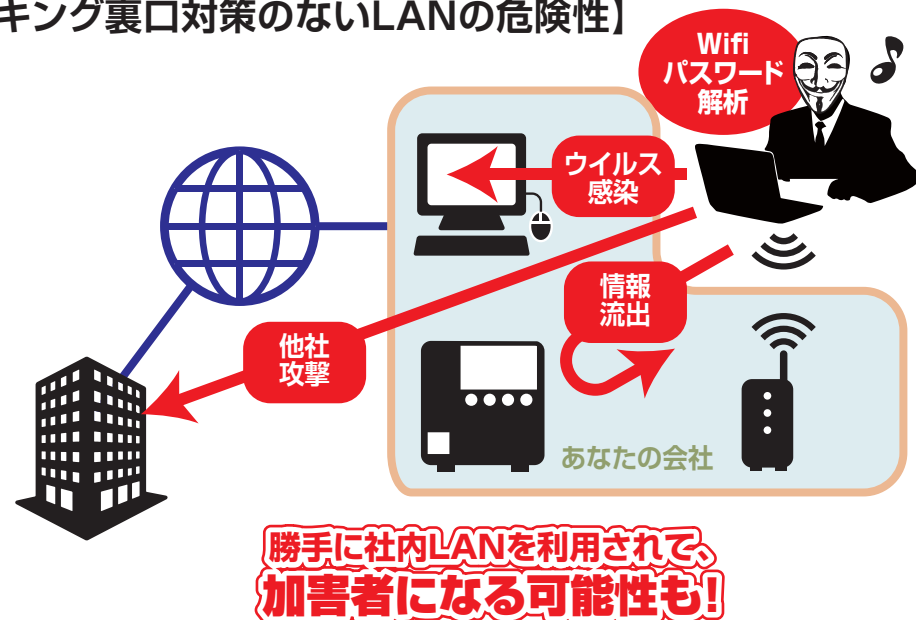 キング裏口対策のないLANの危険性】
Wifi
パスワード
解析
ウイルス
感染
情報
流出
他社
攻撃
あなたの会社
勝手に社内LANを利用されて、
加害者になる可能性も!